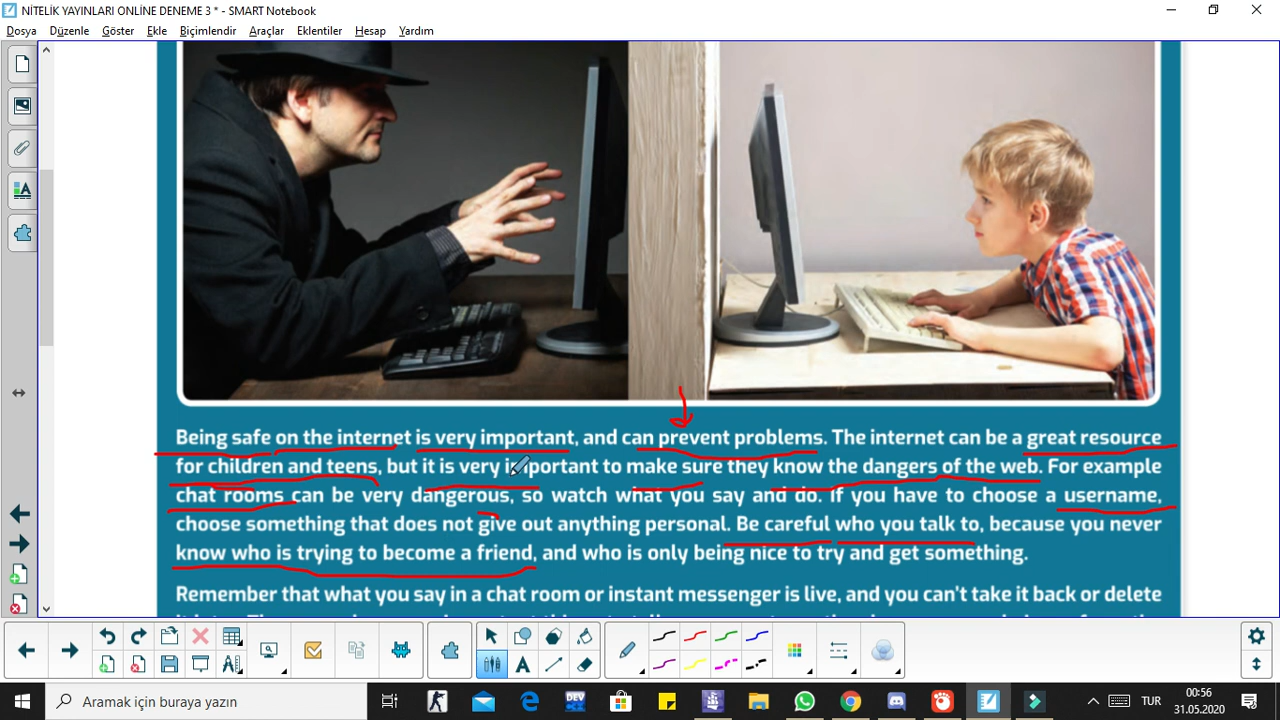 NİTELİK YAYINLARI ONLİNE DENEME 3 * - SMART Notebook
Dosya Düzenle Göster Ekle Biçimlendir Araçlar Eklentiler Hesap Yardım
Being safe on the internet is very important, and can prevent problems. The internet can be a great resource
for children and teens, but it is very important to make sure they know the dangers of the web. For example
chat rooms can be very dangerous, so watch what you say and do. If you have to choose a username,
choose something that does not give out anything personal. Be careful who you talk to, because you never
know who is trying to become a friend, and who is only being nice to try and get something.
Remember that what you say in a chat room or instant messenger is live, and you can't take it back or delete
Aramak için buraya yazın
DEV
TUR
00:56
31.05.2020